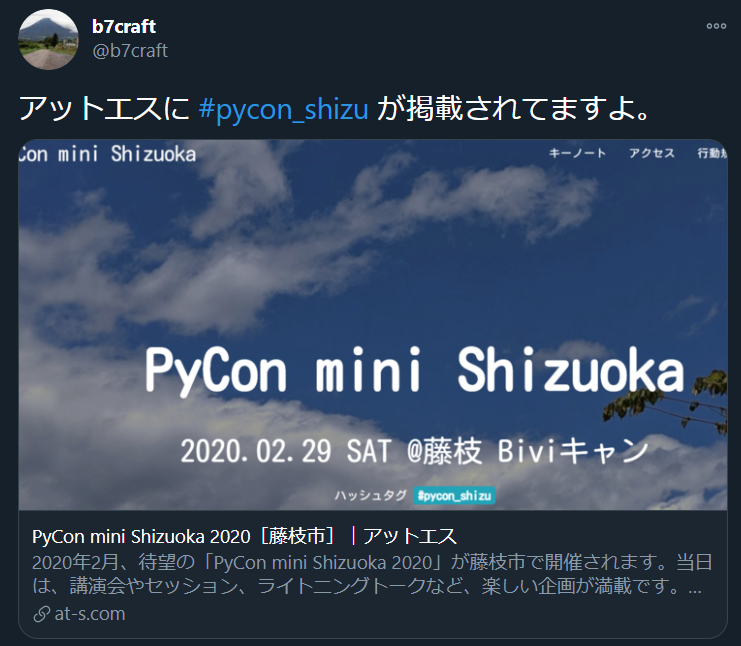 b7craft
@b7craft
アットエスに #pycon_shizu が掲載されてますよ。
Con mini Shizuoka
キーノート アクセス 行動規
PyCon mini Shizuoka
2020.02.29 SAT @藤枝 Biviキャン
ハッシュタグ #pycon_shizu
PyCon mini Shizuoka 2020［藤枝市］｜アットエス
2020年2月、待望の「PyCon mini Shizuoka 2020」が藤枝市で開催されます。当日
は、講演会やセッション、ライトニングトークなど、楽しい企画が満載です。...
at-s.com